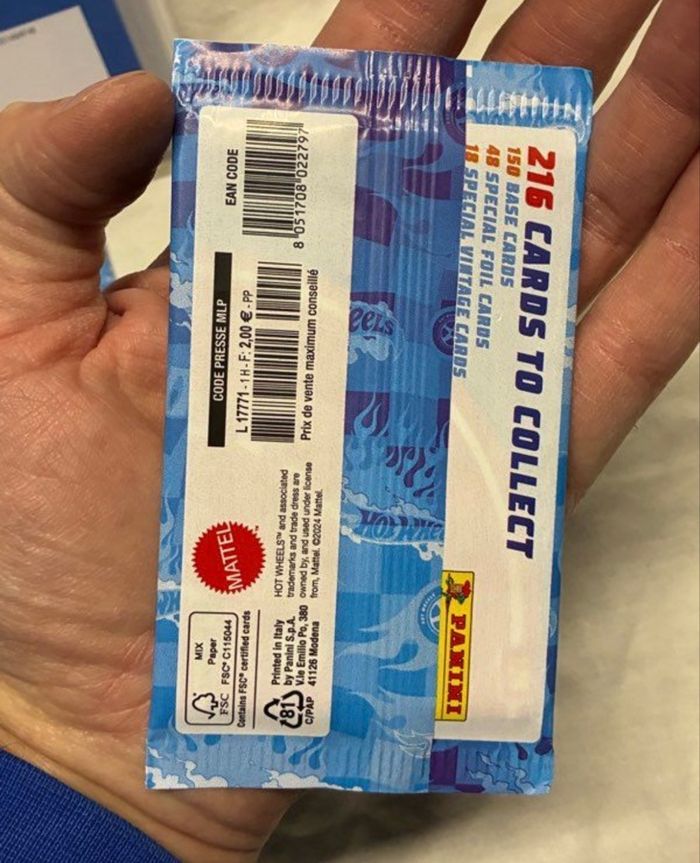 216 CARDS TO COLLECT
150 BASE CARDS
48 SPECIAL FOIL CARDS
18 SPECIAL VINTAGE CARDS
PANINI
EAN CODE
8 051708 022797
CODE PRESSE MLP
L 17771 - 1 H - F: 2,00 € - PP
Prix de vente maximum conseillé
MATTEL
HOT WHEELS™ and associated
trademarks and trade dress are
owned by, and used under license
from, Mattel. ©2024 Mattel.
FSC
MIX
Paper
FSC® C115044
Contains FSC® certified cards
81
C/PAP
Printed in Italy
by Panini S.p.A.
V.le Emilio Po, 380
41126 Modena